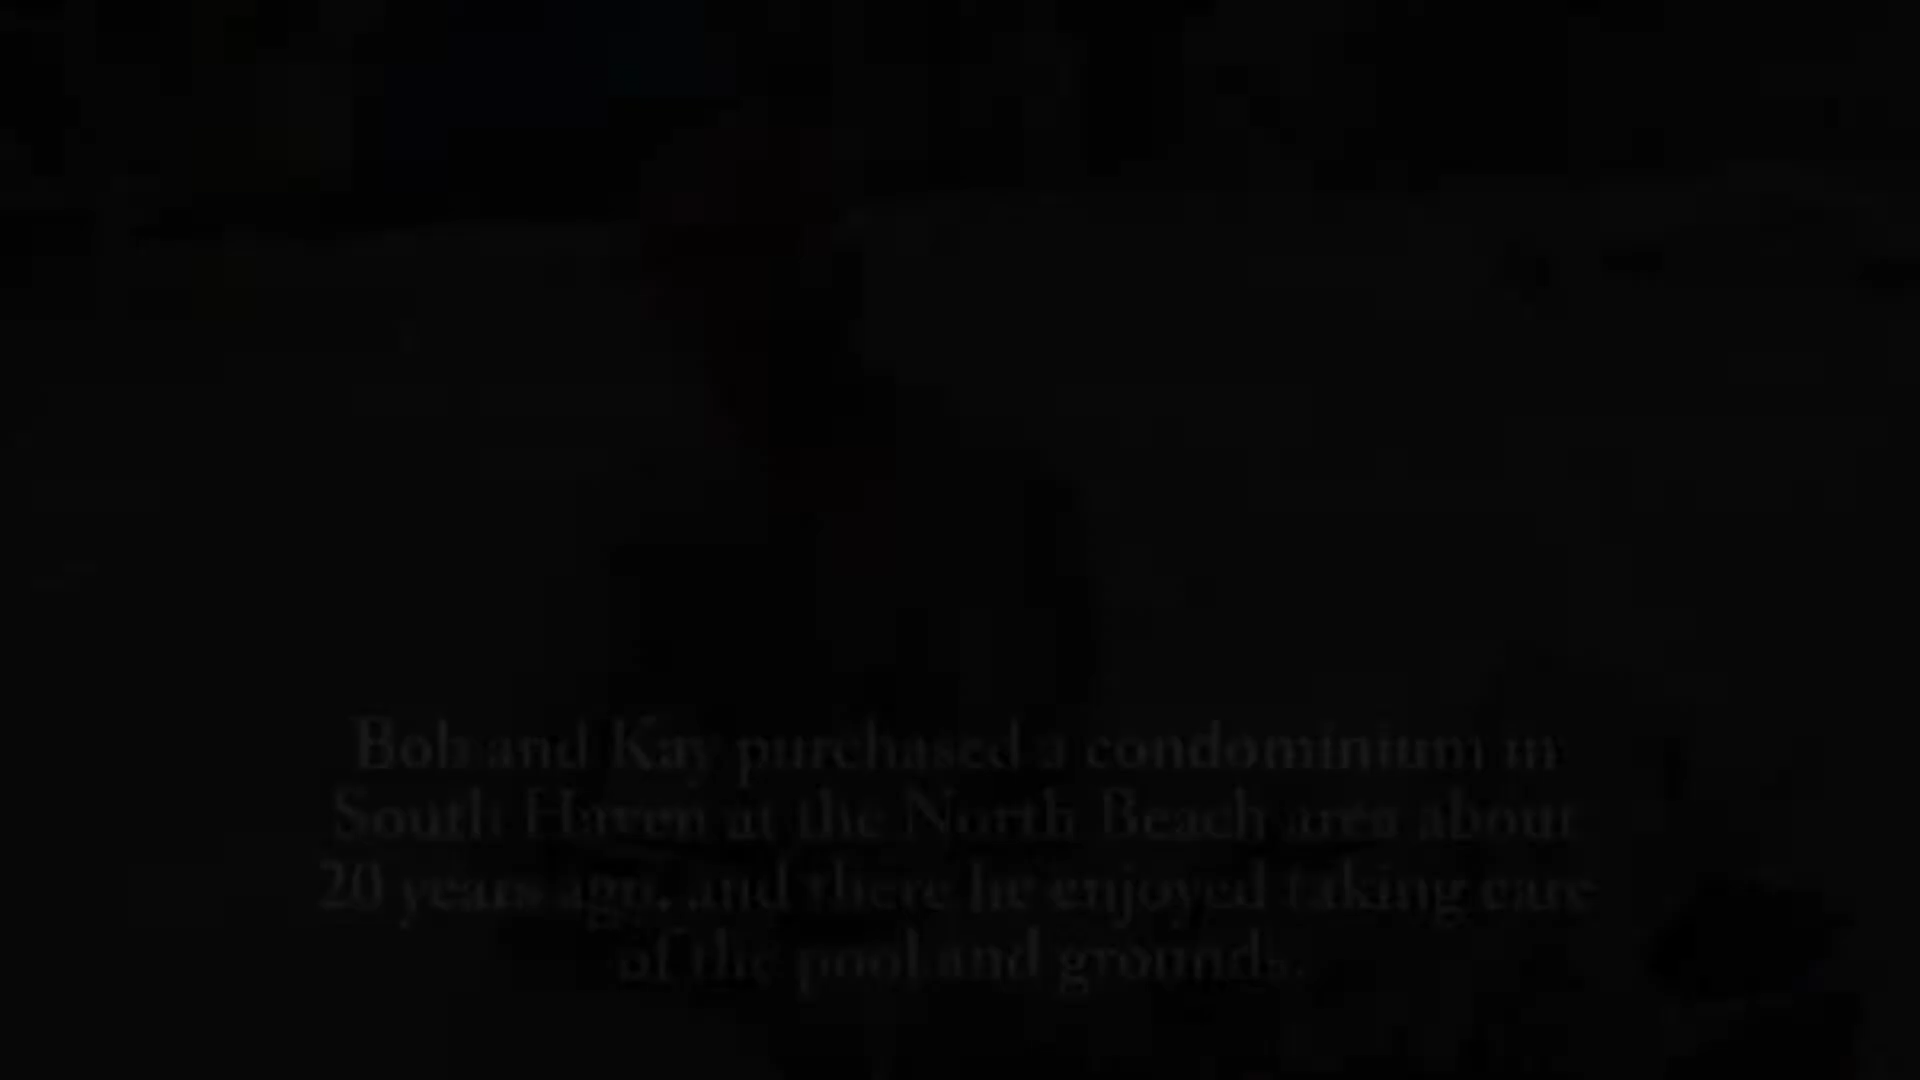 Bob and Kay purchased a condominium in
South Haven at the North Beach area about
20 years ago, and there he enjoyed taking care
of the pool and grounds.